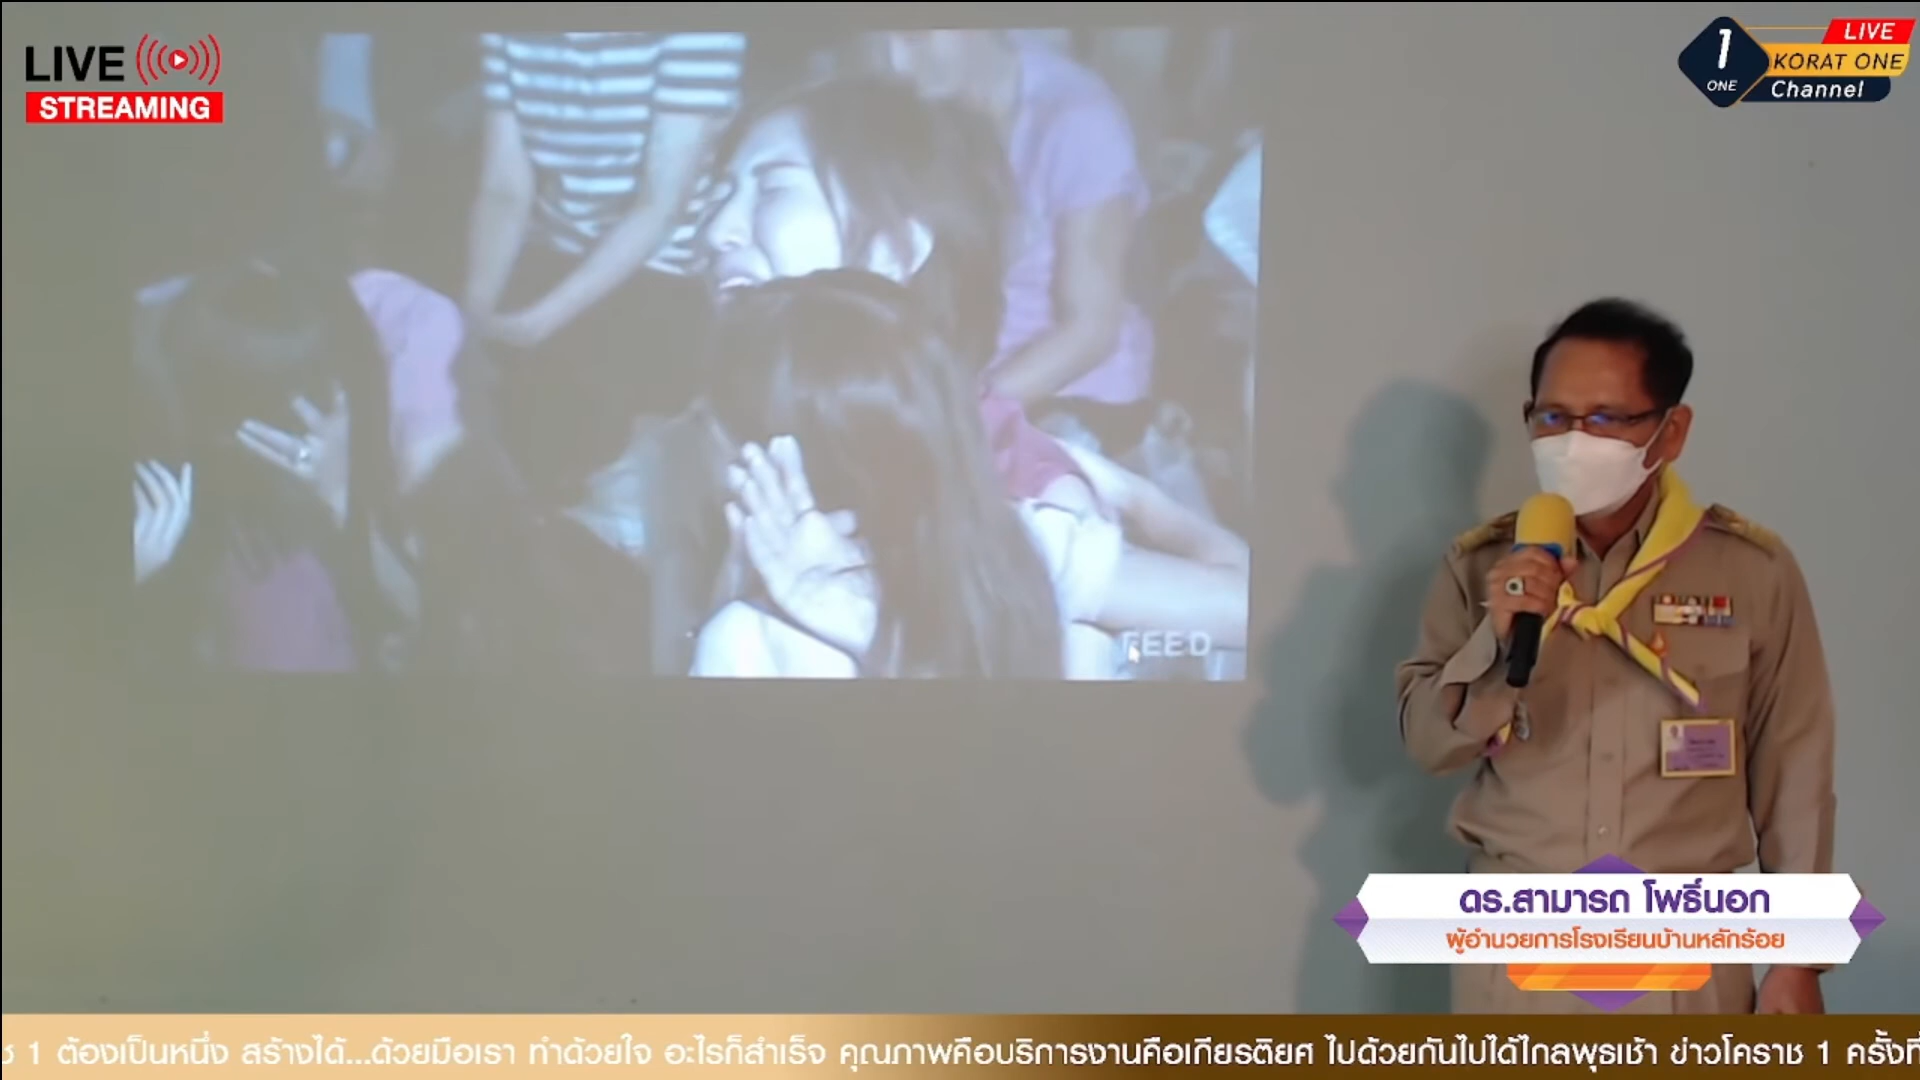 LIVE
STREAMING
1
ONE
LIVE
KORAT ONE
Channel
FEED
ดร.สามารถ โพธิ์นอก
ผู้อำนวยการโรงเรียนบ้านหลักร้อย
1 ต้องเป็นหนึ่ง สร้างได้...ด้วยมือเรา ทำด้วยใจ อะไรก็สำเร็จ คุณภาพคือบริการงานคือเกียรติยศ ไปด้วยกันไปได้ไกลพุธเช้า ข่าวโคราช 1 ครั้งที่